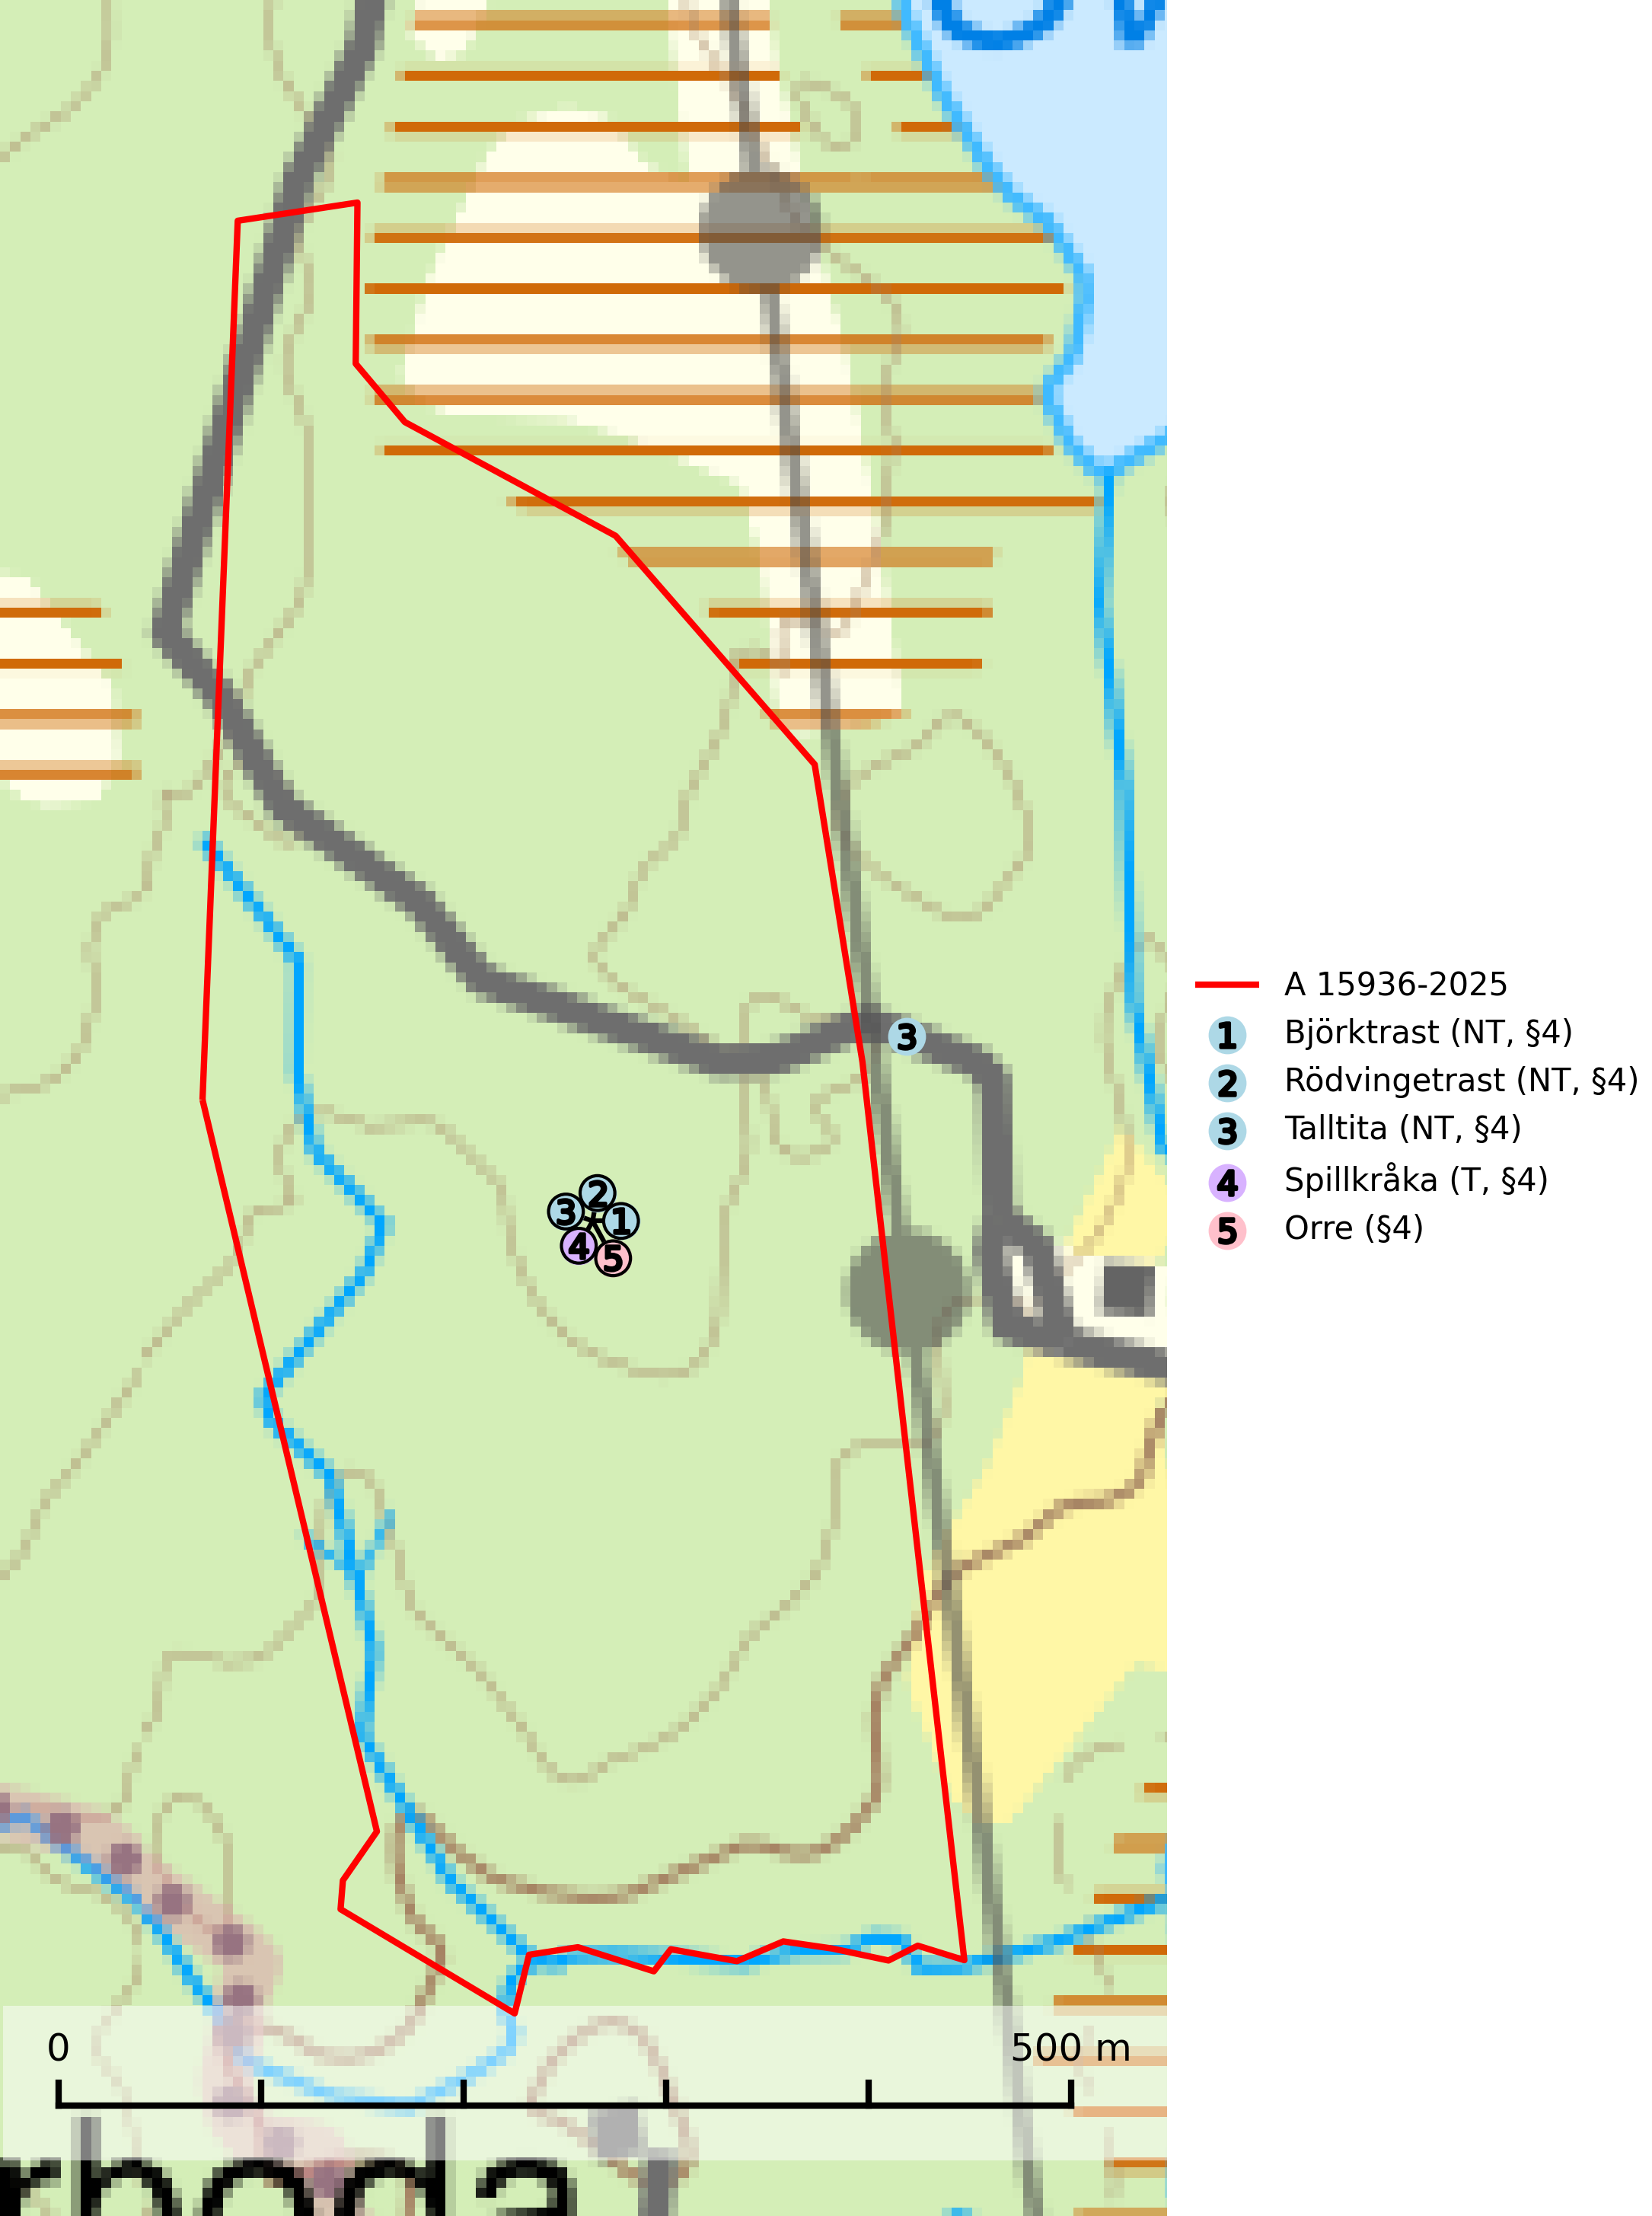 3
A 15936-2025
1 Björktrast (NT, §4)
2 Rödvingetrast (NT, §4)
3 Talltita (NT, §4)
4 Spillkråka (T, §4)
5 Orre (§4)
2
3 1
4 5
0 500 m
rboda